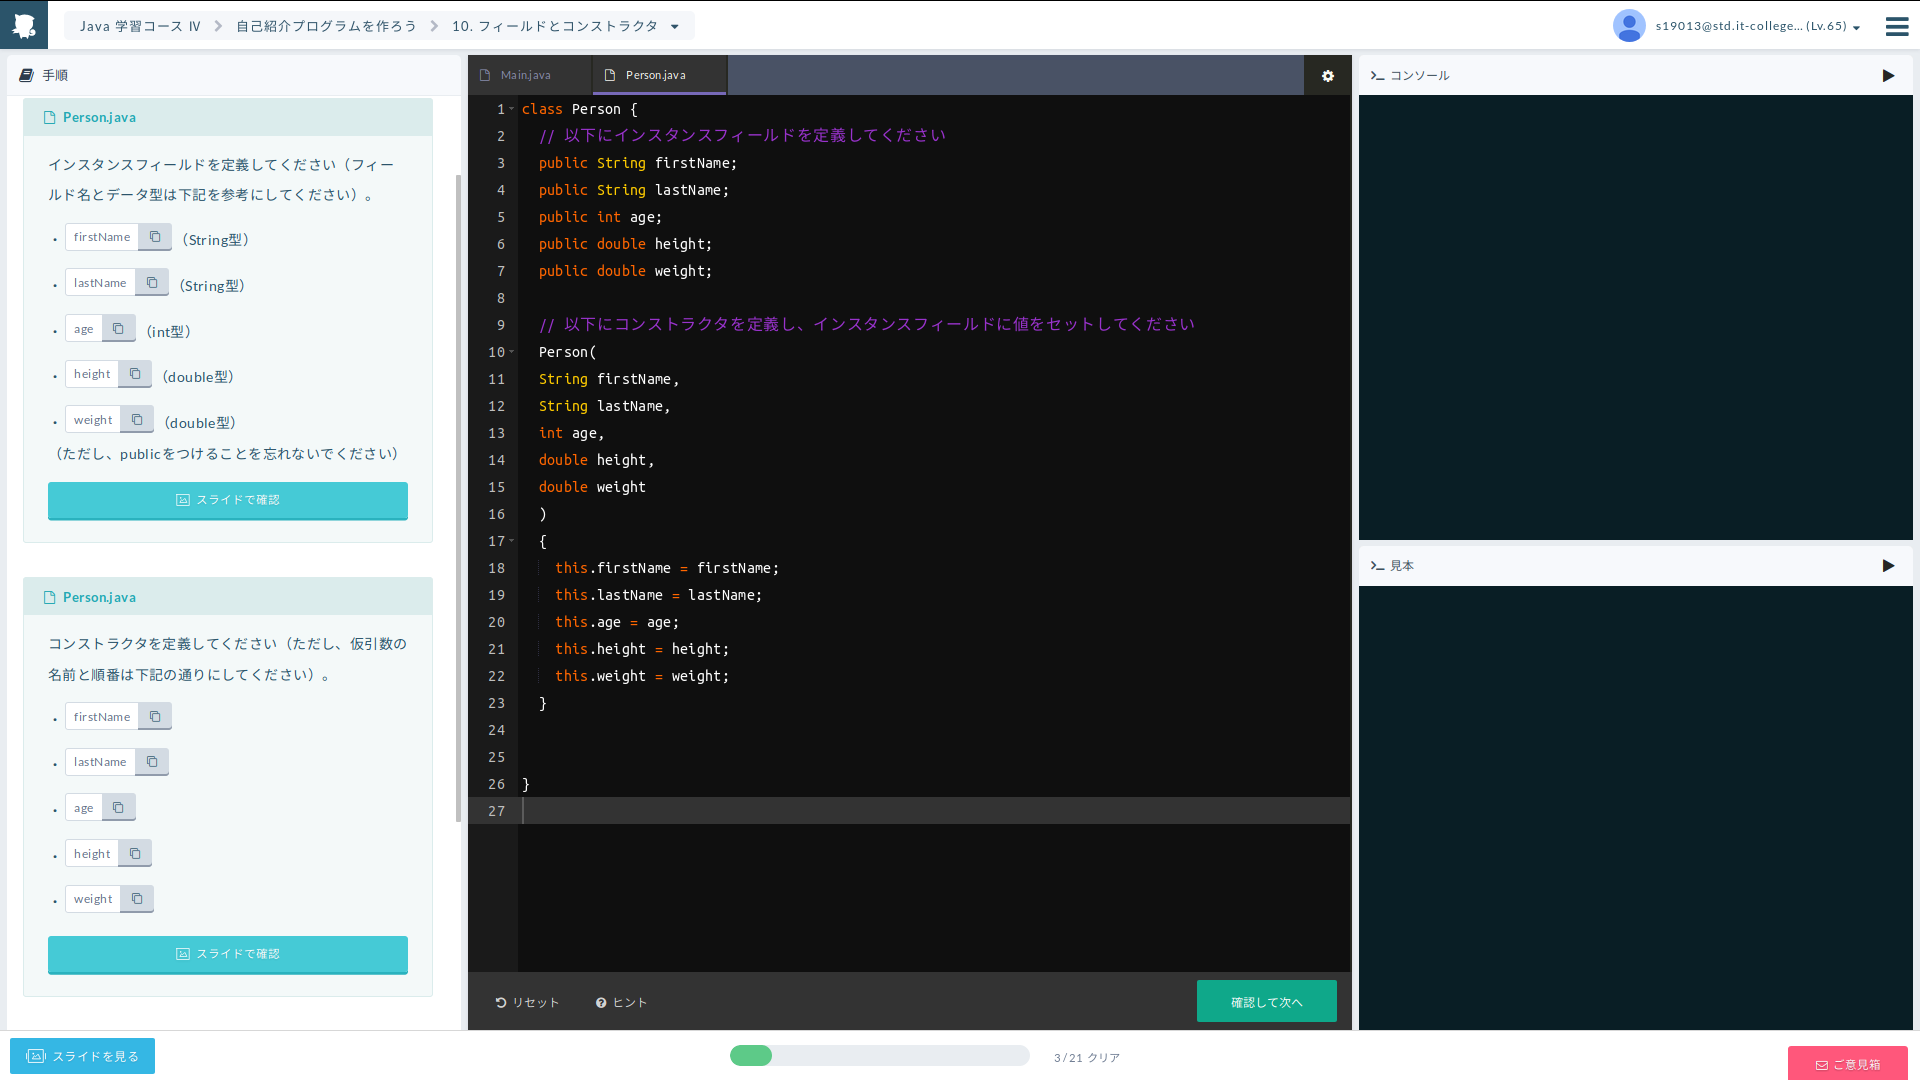 Java 学習コース Ⅳ
自己紹介プログラムを作ろう
10. フィールドとコンストラクタ
s19013@std.it-college... (Lv.65)
手順
Person.java
インスタンスフィールドを定義してください（フィー
ルド名とデータ型は下記を参考にしてください）。
・ firstName （String型）
・ lastName （String型）
・ age （int型）
・ height （double型）
・ weight （double型）
（ただし、publicをつけることを忘れないでください）
スライドで確認
Person.java
コンストラクタを定義してください（ただし、仮引数の
名前と順番は下記の通りにしてください）。
・ firstName
・ lastName
・ age
・ height
・ weight
スライドで確認
Main.java
Person.java
1 class Person {
2 // 以下にインスタンスフィールドを定義してください
3 public String firstName;
4 public String lastName;
5 public int age;
6 public double height;
7 public double weight;
8
9 // 以下にコンストラクタを定義し、インスタンスフィールドに値をセットしてください
10 Person(
11 String firstName,
12 String lastName,
13 int age,
14 double height,
15 double weight
16 )
17 {
18 this.firstName = firstName;
19 this.lastName = lastName;
20 this.age = age;
21 this.height = height;
22 this.weight = weight;
23 }
24
25
26 }
27
リセット
ヒント
確認して次へ
コンソール
見本
スライドを見る
3/21 クリア
ご意見箱